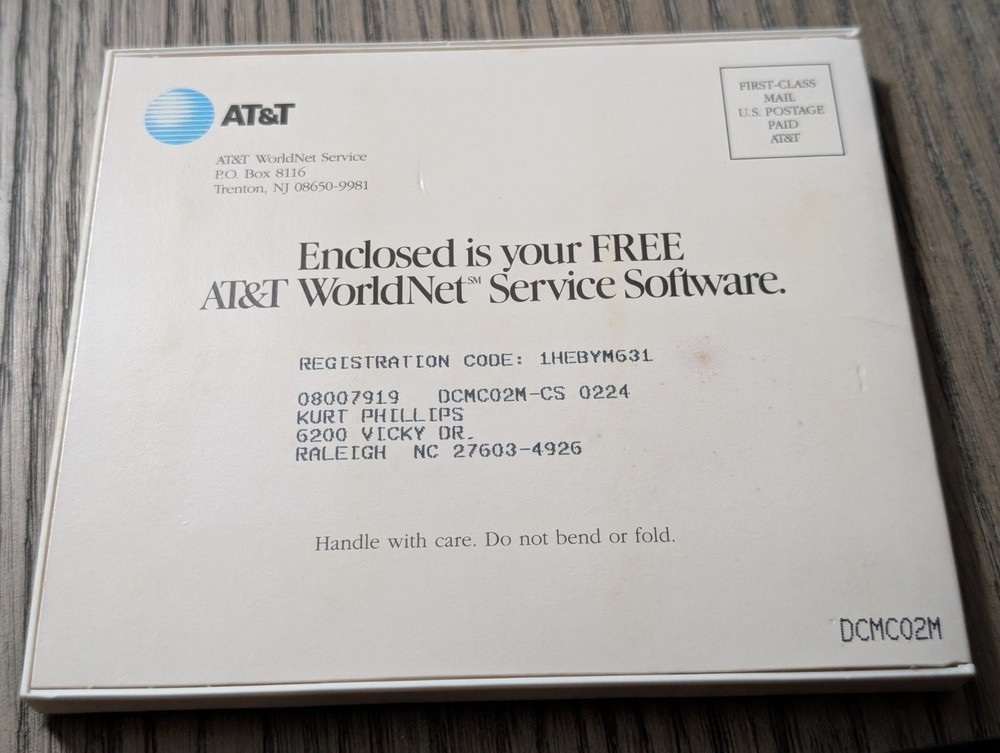 AT&T
AT&T WorldNet Service
P.O. Box 8116
Trenton, NJ 08650-9981
FIRST-CLASS
MAIL
U.S. POSTAGE
PAID
AT&T
Enclosed is your FREE
AT&T WorldNet℠ Service Software.
REGISTRATION CODE: 1HEBYM631
08007919 DCMC02M-CS 0224
KURT PHILLIPS
6200 VICKY DR.
RALEIGH NC 27603-4926
Handle with care. Do not bend or fold.
DCMC02M